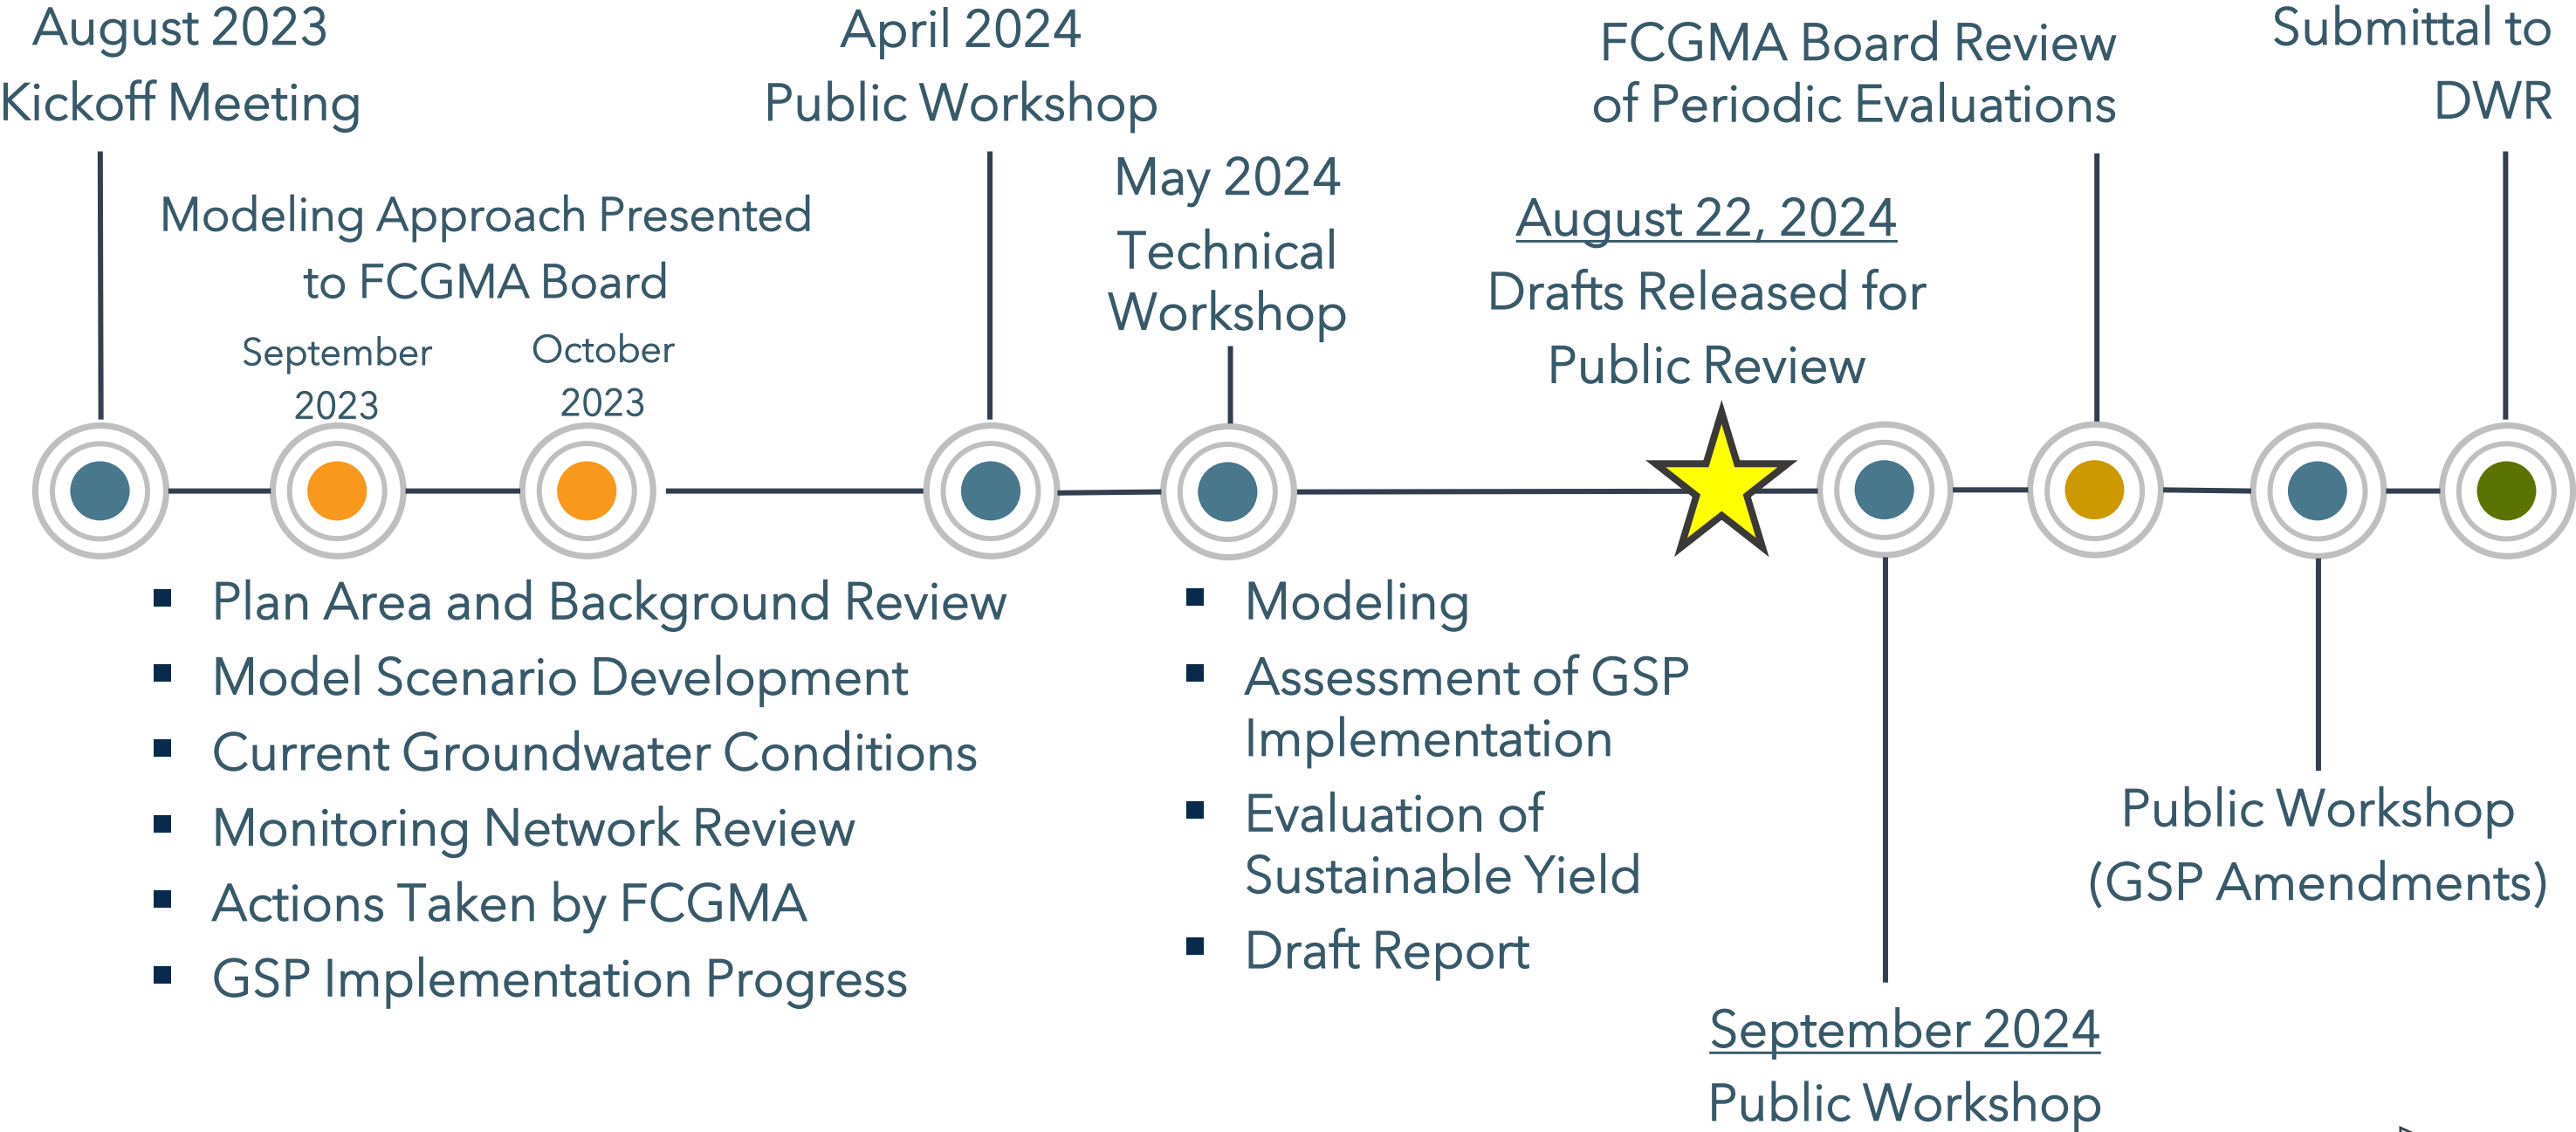 August 2023
Kickoff Meeting
Modeling Approach Presented
to FCGMA Board
September
2023
October
2023
April 2024
Public Workshop
May 2024
Technical
Workshop
August 22, 2024
Drafts Released for
Public Review
FCGMA Board Review
of Periodic Evaluations
Submittal to
DWR
▪ Plan Area and Background Review
▪ Model Scenario Development
▪ Current Groundwater Conditions
▪ Monitoring Network Review
▪ Actions Taken by FCGMA
▪ GSP Implementation Progress
▪ Modeling
▪ Assessment of GSP
Implementation
▪ Evaluation of
Sustainable Yield
▪ Draft Report
September 2024
Public Workshop
Public Workshop
(GSP Amendments)